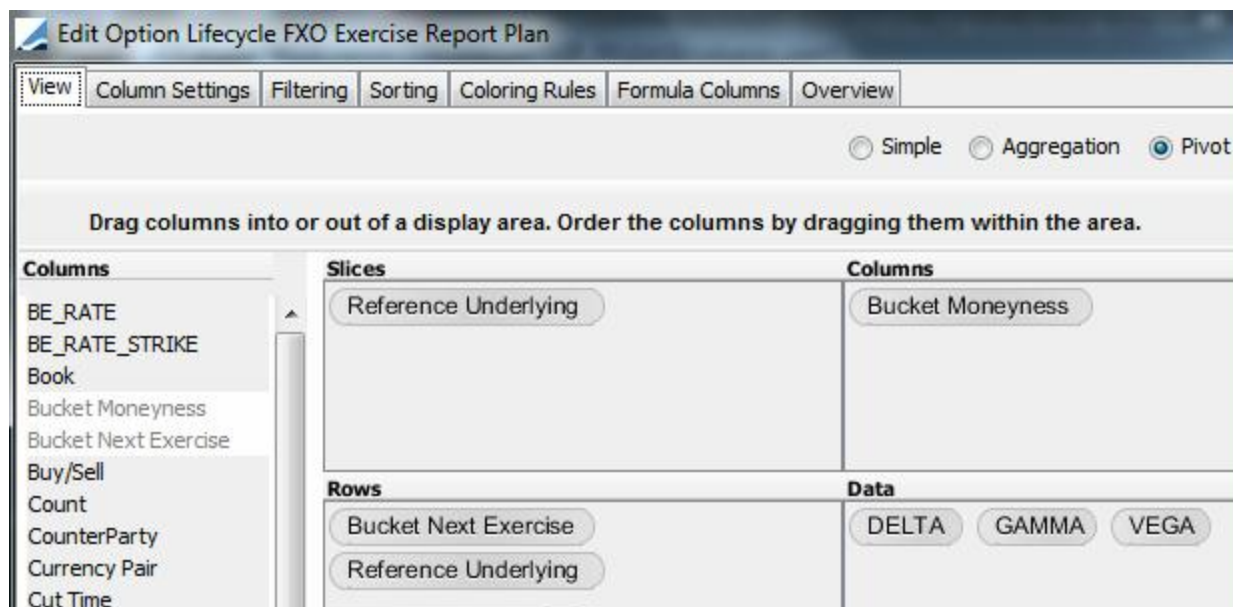 Edit Option Lifecycle FXO Exercise Report Plan
View Column Settings Filtering Sorting Coloring Rules Formula Columns Overview
Simple Aggregation Pivot
Drag columns into or out of a display area. Order the columns by dragging them within the area.
Columns
BE_RATE
BE_RATE_STRIKE
Book
Bucket Moneyness
Bucket Next Exercise
Buy/Sell
Count
CounterParty
Currency Pair
Cut Time
Slices
Reference Underlying
Columns
Bucket Moneyness
Rows
Bucket Next Exercise
Reference Underlying
Data
DELTA GAMMA VEGA